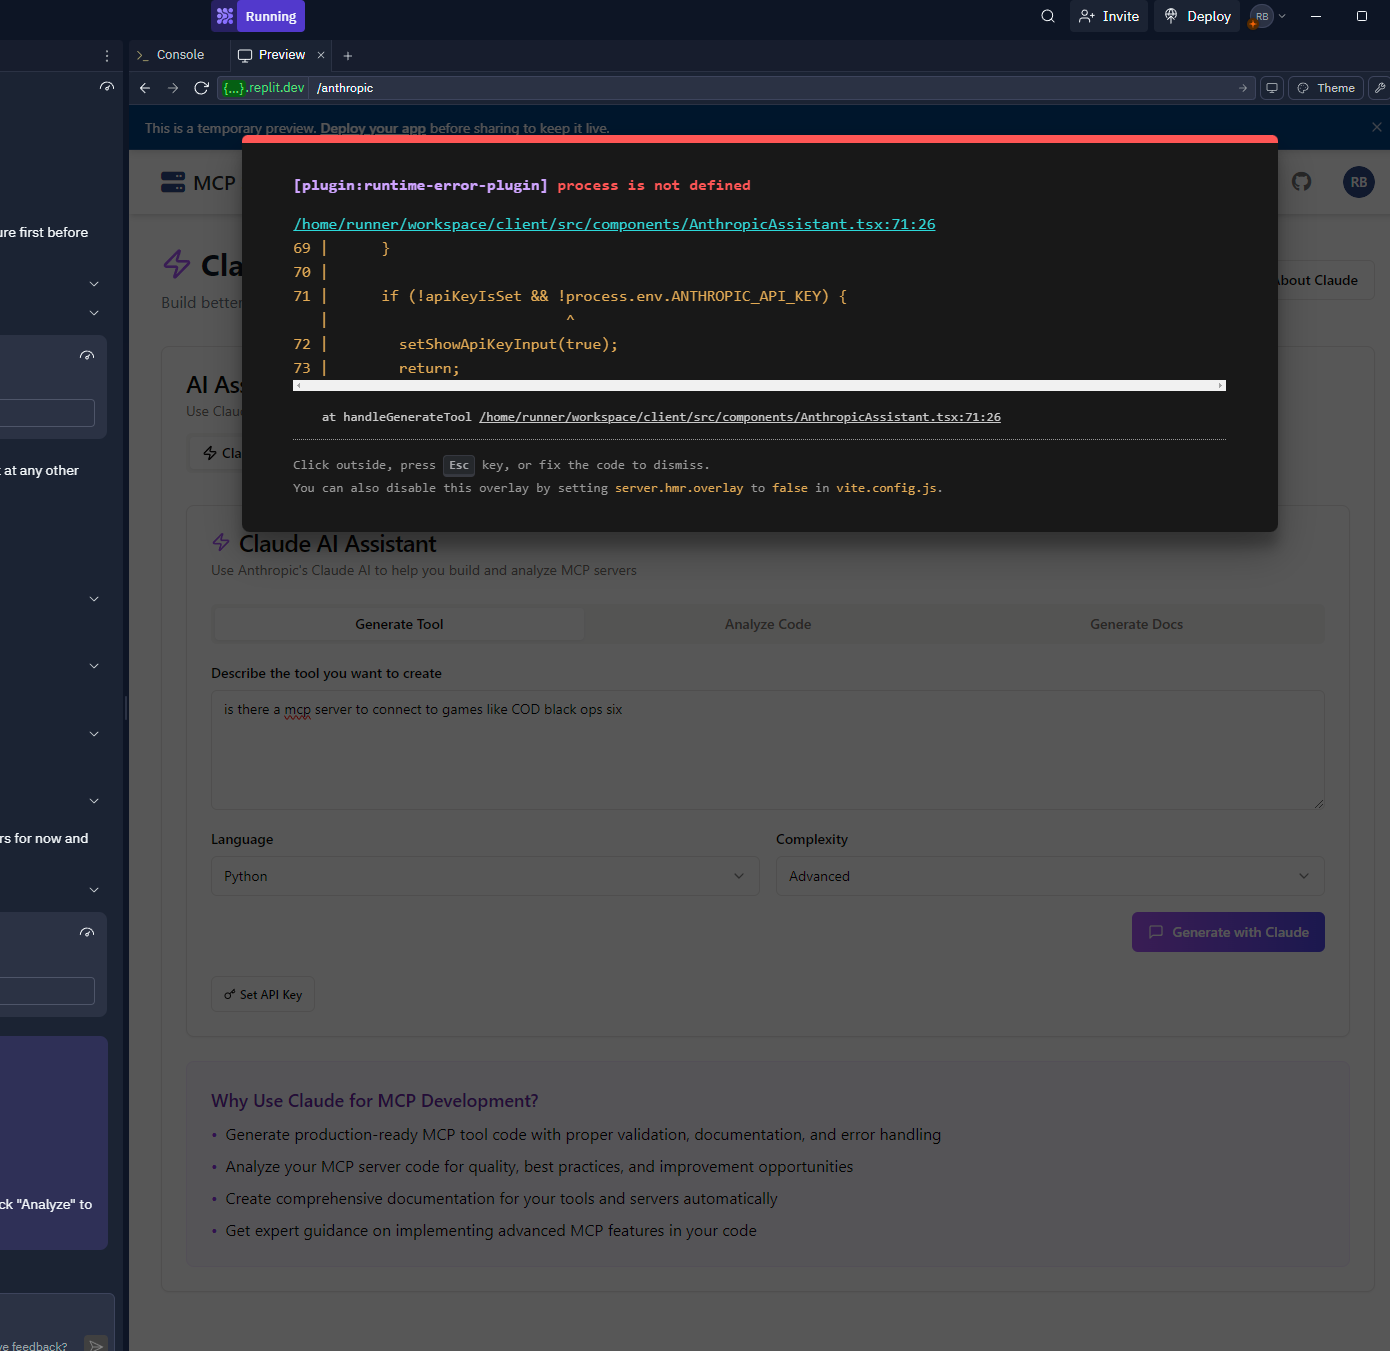 Running
Invite
Deploy
RB
Console
Preview
{...}.replit.dev
/anthropic
Theme
This is a temporary preview. Deploy your app before sharing to keep it live.
MCP
RB
[plugin:runtime-error-plugin] process is not defined
/home/runner/workspace/client/src/components/AnthropicAssistant.tsx:71:26
69 | }
70 |
71 | if (!apiKeyIsSet && !process.env.ANTHROPIC_API_KEY) {
| ^
72 | setShowApiKeyInput(true);
73 | return;
at handleGenerateTool /home/runner/workspace/client/src/components/AnthropicAssistant.tsx:71:26
Click outside, press Esc key, or fix the code to dismiss.
You can also disable this overlay by setting server.hmr.overlay to false in vite.config.js.
ure first before
Cla
About Claude
Build better
AI Ass
Use Clau
Cla
at any other
Claude AI Assistant
Use Anthropic's Claude AI to help you build and analyze MCP servers
Generate Tool
Analyze Code
Generate Docs
Describe the tool you want to create
is there a mcp server to connect to games like COD black ops six
rs for now and
Language
Complexity
Python
Advanced
Generate with Claude
Set API Key
Why Use Claude for MCP Development?
• Generate production-ready MCP tool code with proper validation, documentation, and error handling
• Analyze your MCP server code for quality, best practices, and improvement opportunities
• Create comprehensive documentation for your tools and servers automatically
• Get expert guidance on implementing advanced MCP features in your code
ck "Analyze" to
ve feedback?